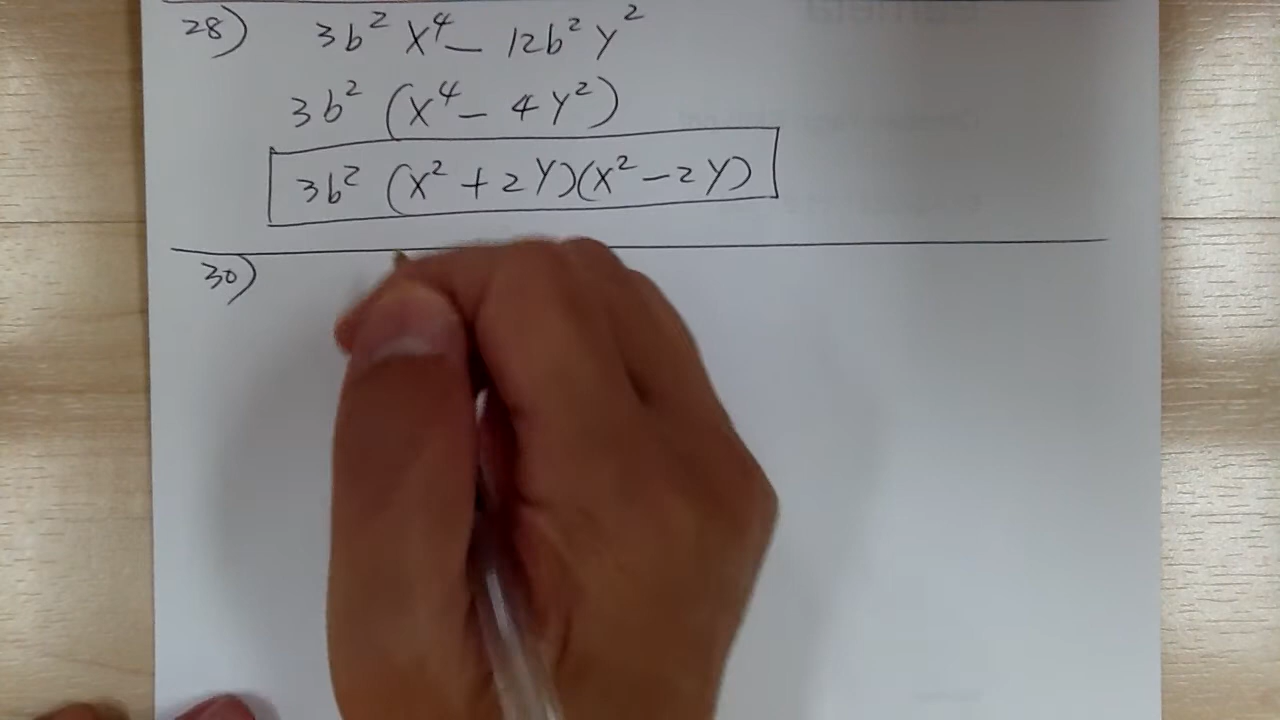 28) 3b² x⁴ - 12b² y²
3b² (x⁴ - 4y²)
3b² (x² + 2y)(x² - 2y)
30)